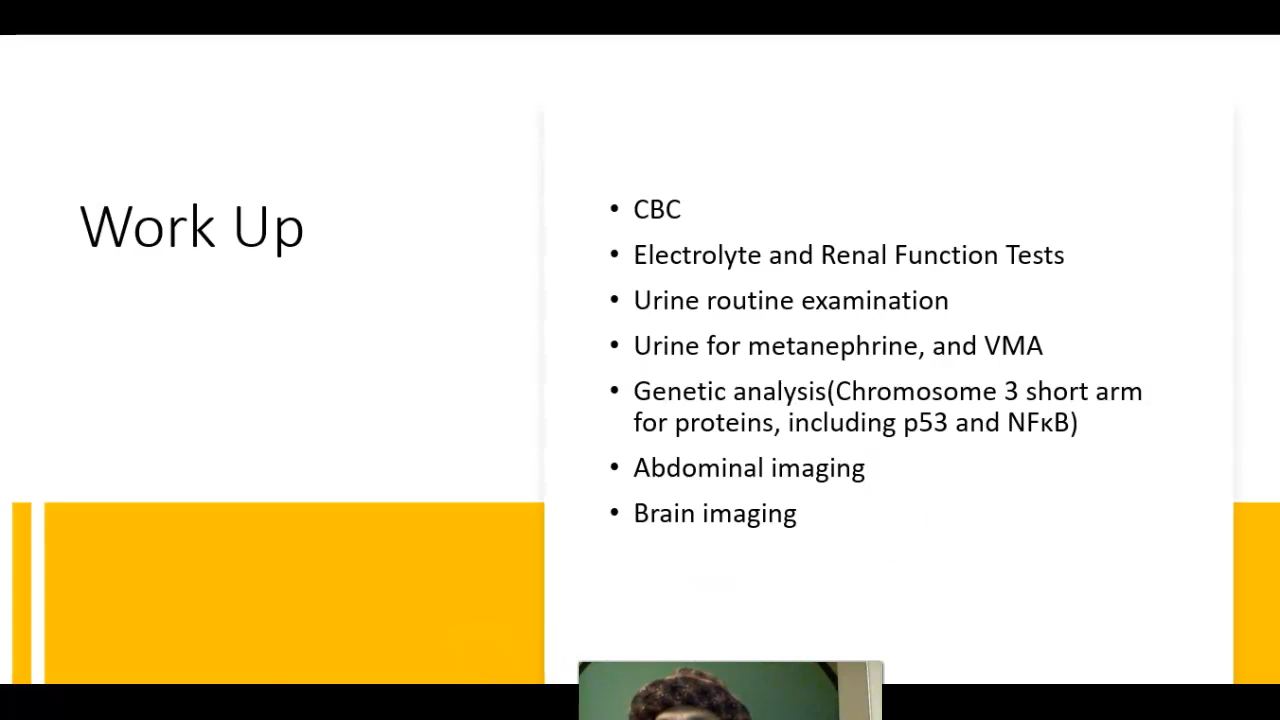 Work Up
• CBC
• Electrolyte and Renal Function Tests
• Urine routine examination
• Urine for metanephrine, and VMA
• Genetic analysis(Chromosome 3 short arm
for proteins, including p53 and NFκB)
• Abdominal imaging
• Brain imaging